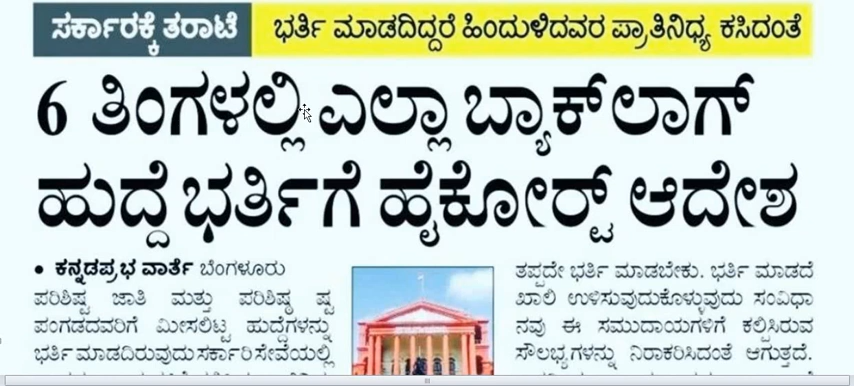 ಸರ್ಕಾರಕ್ಕೆ ತರಾಟೆ
ಭರ್ತಿ ಮಾಡದಿದ್ದರೆ ಹಿಂದುಳಿದವರ ಪ್ರಾತಿನಿಧ್ಯ ಕಸಿದಂತೆ
6 ತಿಂಗಳಲ್ಲಿ ಎಲ್ಲಾ ಬ್ಯಾಕ್‌ಲಾಗ್
ಹುದ್ದೆ ಭರ್ತಿಗೆ ಹೈಕೋರ್ಟ್ ಆದೇಶ
• ಕನ್ನಡಪ್ರಭ ವಾರ್ತೆ ಬೆಂಗಳೂರು
ಪರಿಶಿಷ್ಟ ಜಾತಿ ಮತ್ತು ಪರಿಶಿಷ್ಠ ಷ್ಟ
ಪಂಗಡದವರಿಗೆ ಮೀಸಲಿಟ್ಟ ಹುದ್ದೆಗಳನ್ನು
ಭರ್ತಿ ಮಾಡದಿರುವುದು ಸರ್ಕಾರಿ ಸೇವೆಯಲ್ಲಿ
ತಪ್ಪದೇ ಭರ್ತಿ ಮಾಡಬೇಕು. ಭರ್ತಿ ಮಾಡದೆ
ಖಾಲಿ ಉಳಿಸುವುದುಕೊಳ್ಳುವುದು ಸಂವಿಧಾ
ನವು ಈ ಸಮುದಾಯಗಳಿಗೆ ಕಲ್ಪಿಸಿರುವ
ಸೌಲಭ್ಯಗಳನ್ನು ನಿರಾಕರಿಸಿದಂತೆ ಆಗುತ್ತದೆ.